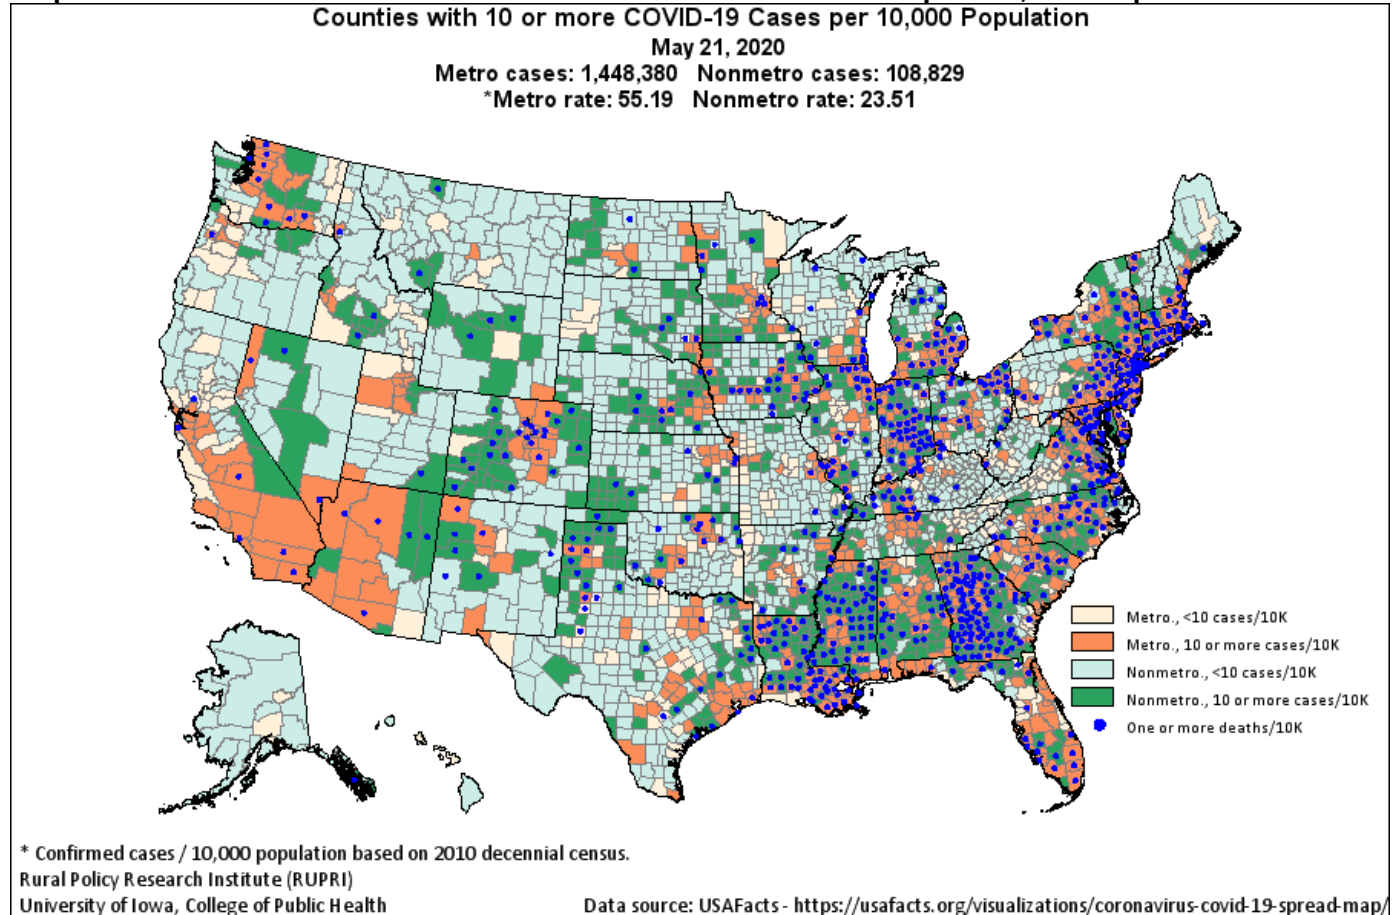 Counties with 10 or more COVID-19 Cases per 10,000 Population
May 21, 2020
Metro cases: 1,448,380 Nonmetro cases: 108,829
*Metro rate: 55.19 Nonmetro rate: 23.51
Metro., <10 cases/10K
Metro., 10 or more cases/10K
Nonmetro., <10 cases/10K
Nonmetro., 10 or more cases/10K
One or more deaths/10K
* Confirmed cases / 10,000 population based on 2010 decennial census.
Rural Policy Research Institute (RUPRI)
University of Iowa, College of Public Health
Data source: USAFacts - https://usafacts.org/visualizations/coronavirus-covid-19-spread-map/